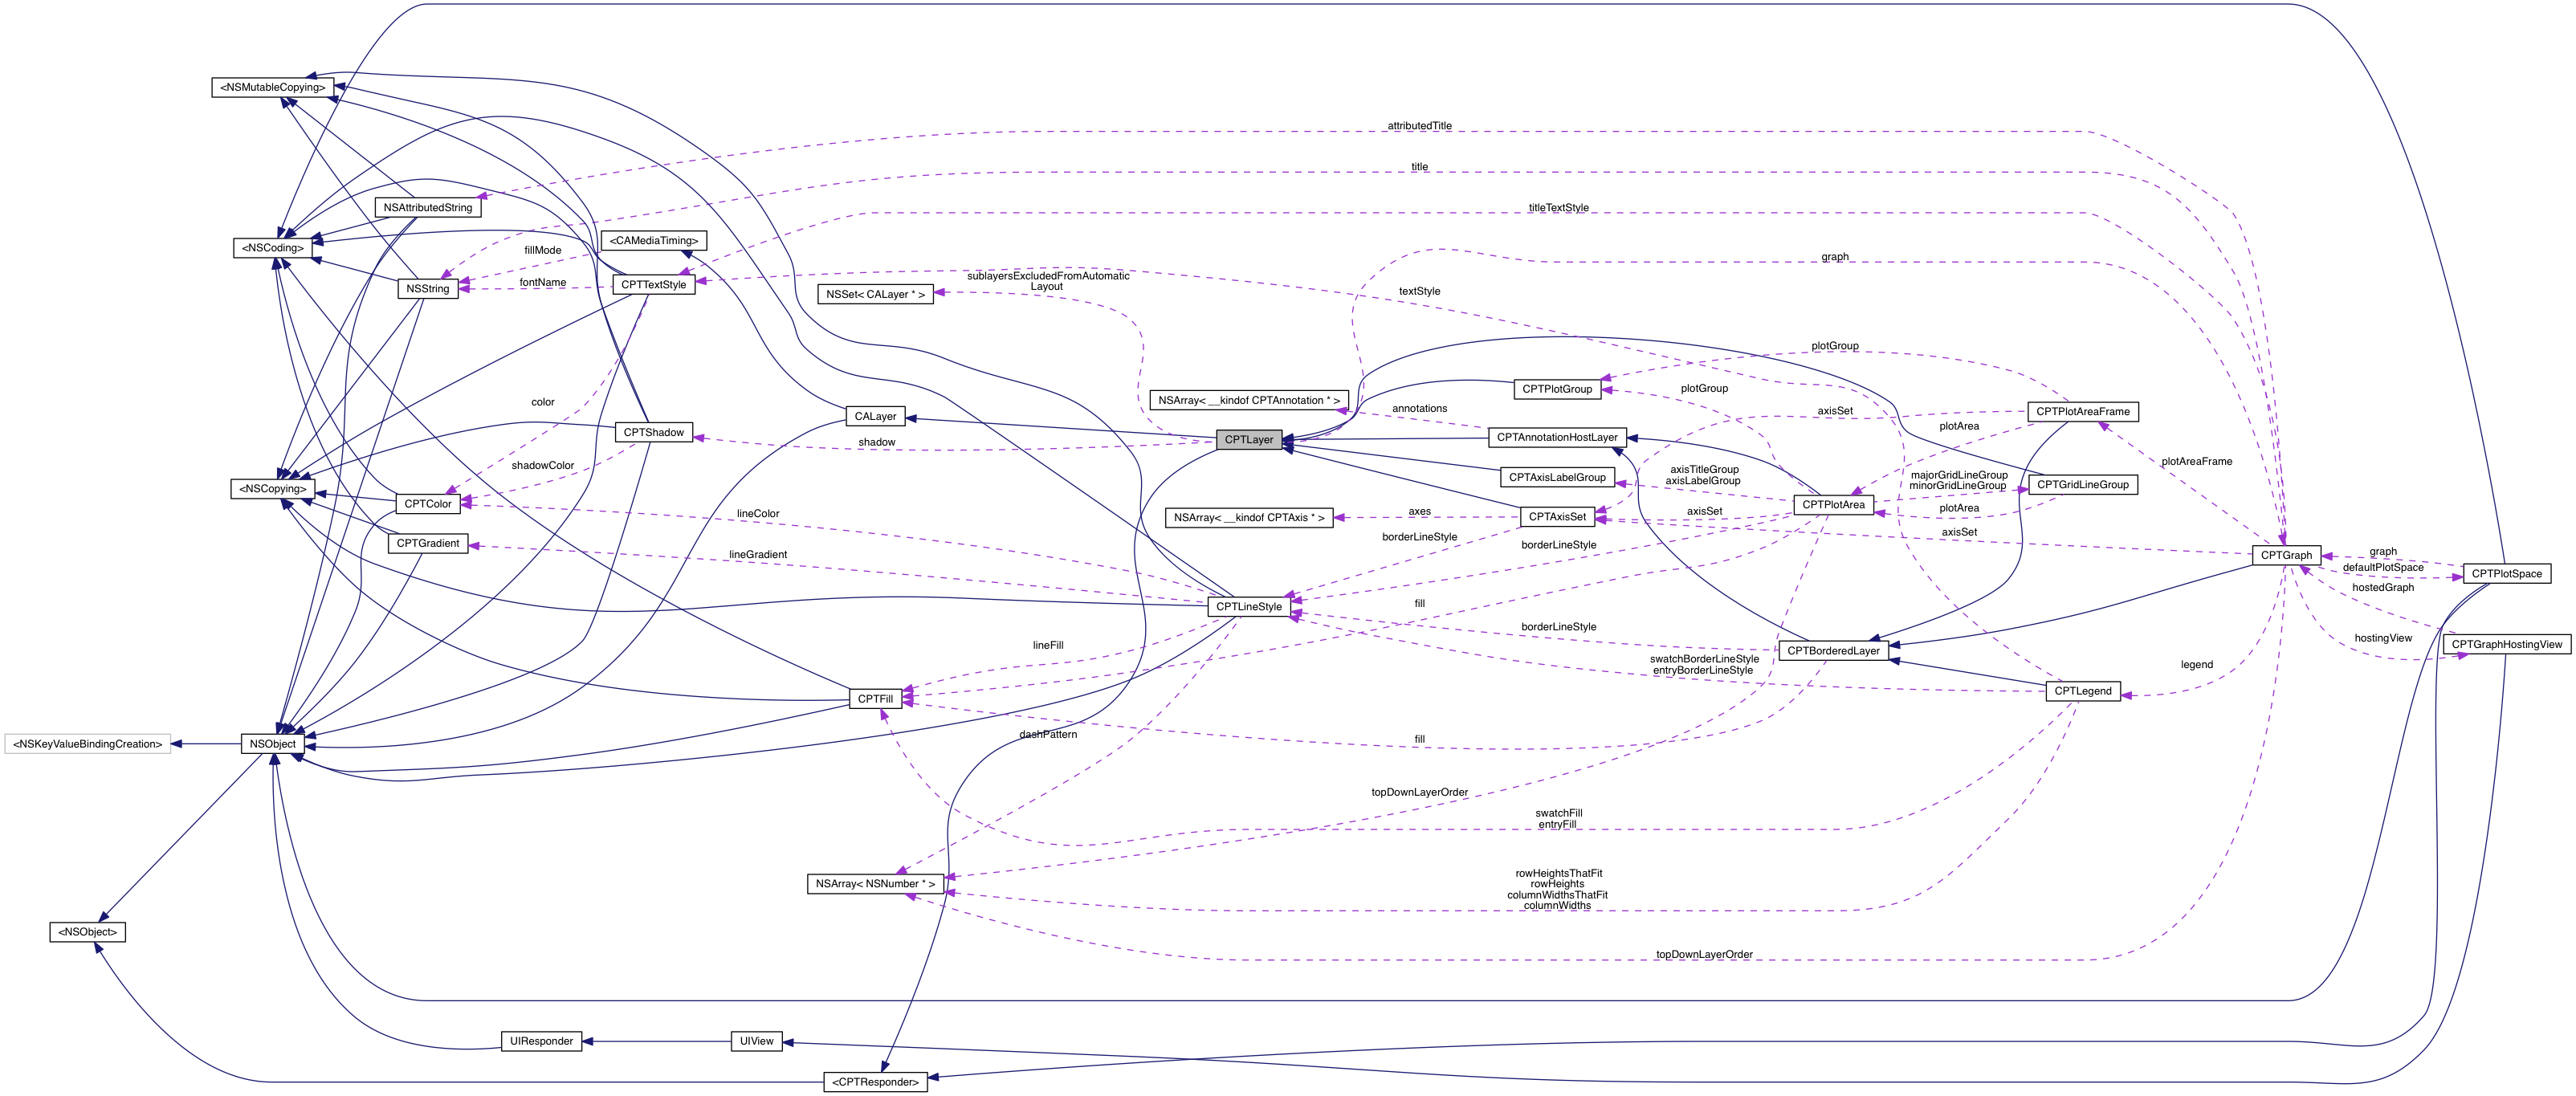 attributedTitle
title
titleTextStyle
<NSMutableCopying>
NSAttributedString
<NSCoding>
fillMode
<CAMediaTiming>
NSString
fontName
CPTTextStyle
NSSet< CALayer * >
sublayersExcludedFromAutomatic
Layout
textStyle
graph
plotGroup
plotGroup
CPTPlotGroup
NSArray< __kindof CPTAnnotation * >
annotations
color
CALayer
CPTShadow
shadow
CPTLayer
CPTAnnotationHostLayer
axisSet
CPTPlotAreaFrame
plotArea
shadowColor
<NSCopying>
CPTColor
CPTAxisLabelGroup
axisTitleGroup
axisLabelGroup
majorGridLineGroup
minorGridLineGroup
CPTGridLineGroup
plotAreaFrame
CPTPlotArea
plotArea
lineColor
NSArray< __kindof CPTAxis * >
axes
CPTAxisSet
axisSet
axisSet
CPTGradient
lineGradient
borderLineStyle
borderLineStyle
CPTGraph
graph
defaultPlotSpace
CPTPlotSpace
hostedGraph
CPTLineStyle
fill
borderLineStyle
lineFill
CPTBorderedLayer
hostingView
CPTGraphHostingView
swatchBorderLineStyle
entryBorderLineStyle
legend
CPTLegend
CPTFill
<NSKeyValueBindingCreation>
NSObject
dashPattern
fill
topDownLayerOrder
swatchFill
entryFill
NSArray< NSNumber * >
rowHeightsThatFit
rowHeights
columnWidthsThatFit
columnWidths
<NSObject>
topDownLayerOrder
UIResponder
UIView
<CPTResponder>